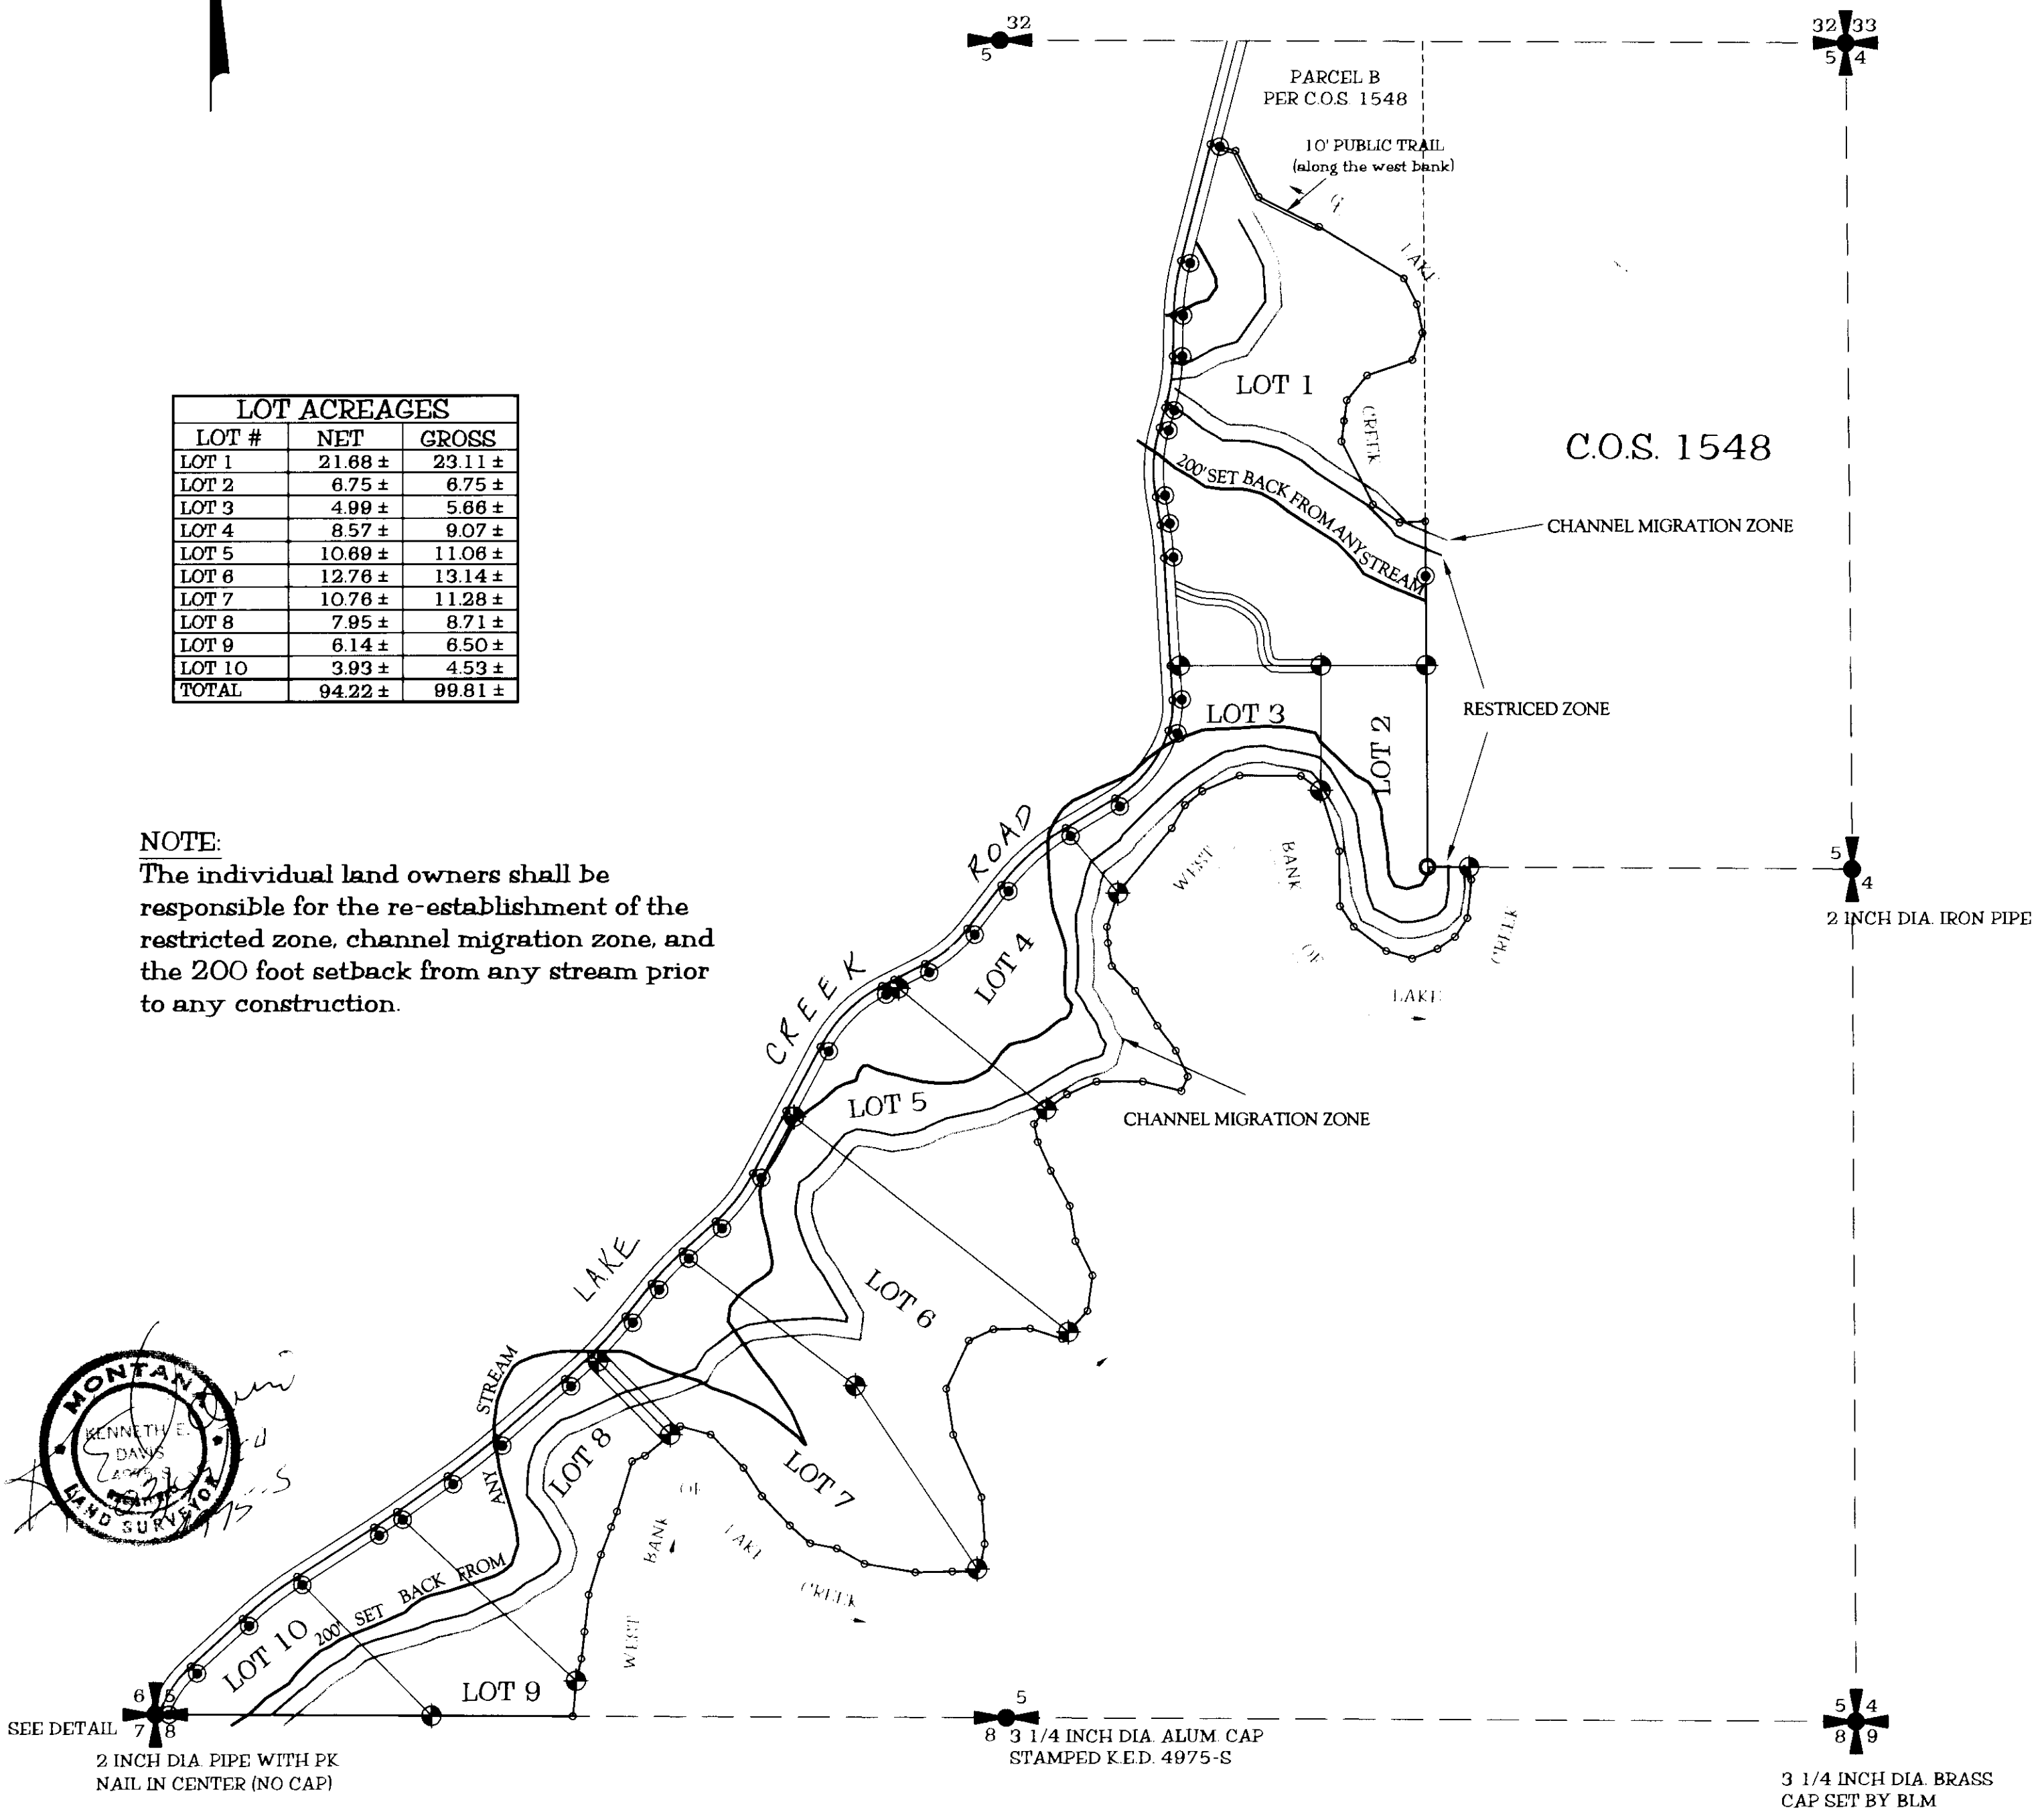 32
5
32 33
5 4
PARCEL B
PER C.O.S. 1548
10' PUBLIC TRAIL
(along the west bank)
LAKE
CREEK
LOT 1
C.O.S. 1548
200' SET BACK FROM ANY STREAM
CHANNEL MIGRATION ZONE
LOT ACREAGES
LOT # NET GROSS
LOT 1 21.68 ± 23.11 ±
LOT 2 6.75 ± 6.75 ±
LOT 3 4.99 ± 5.66 ±
LOT 4 8.57 ± 9.07 ±
LOT 5 10.69 ± 11.06 ±
LOT 6 12.76 ± 13.14 ±
LOT 7 10.76 ± 11.28 ±
LOT 8 7.95 ± 8.71 ±
LOT 9 6.14 ± 6.50 ±
LOT 10 3.93 ± 4.53 ±
TOTAL 94.22 ± 99.81 ±
RESTRICED ZONE
LOT 3
LOT 2
NOTE:
The individual land owners shall be
responsible for the re-establishment of the
restricted zone, channel migration zone, and
the 200 foot setback from any stream prior
to any construction.
LAKE CREEK ROAD
WEST BANK OF LAKE CREEK
5
4
2 INCH DIA. IRON PIPE
LOT 4
LOT 5
CHANNEL MIGRATION ZONE
LOT 6
LOT 7
LOT 8
WEST BANK OF LAKE CREEK
200' SET BACK FROM ANY STREAM
LOT 10
LOT 9
MONTANA
KENNETH E.
DAVIS
4975 S
LAND SURVEYOR
6 5
7 8
SEE DETAIL
2 INCH DIA. PIPE WITH PK
NAIL IN CENTER (NO CAP)
5
8
3 1/4 INCH DIA. ALUM. CAP
STAMPED K.E.D. 4975-S
5 4
8 9
3 1/4 INCH DIA. BRASS
CAP SET BY BLM